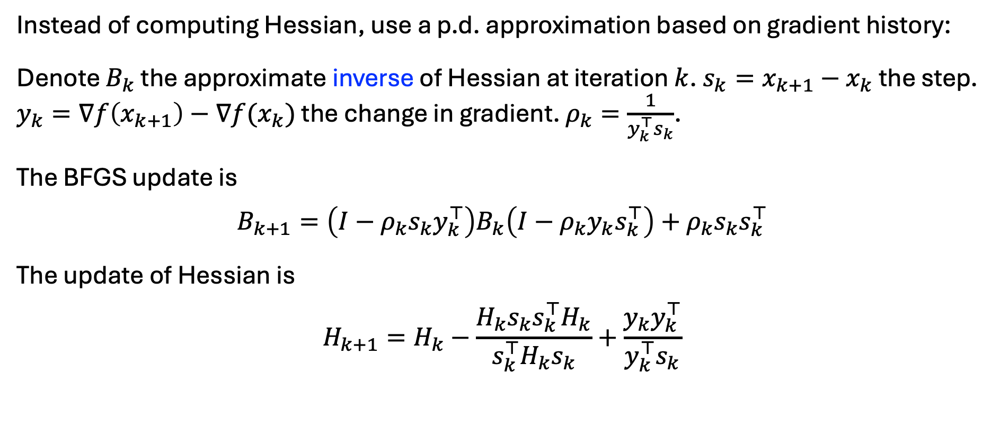 Instead of computing Hessian, use a p.d. approximation based on gradient history:
Denote $B_k$ the approximate inverse of Hessian at iteration $k$. $s_k = x_{k+1} - x_k$ the step.
$y_k = \nabla f(x_{k+1}) - \nabla f(x_k)$ the change in gradient. $\rho_k = \frac{1}{y_k^\top s_k}$.
The BFGS update is
$B_{k+1} = (I - \rho_k s_k y_k^\top) B_k (I - \rho_k y_k s_k^\top) + \rho_k s_k s_k^\top$
The update of Hessian is
$H_{k+1} = H_k - \frac{H_k s_k s_k^\top H_k}{s_k^\top H_k s_k} + \frac{y_k y_k^\top}{y_k^\top s_k}$